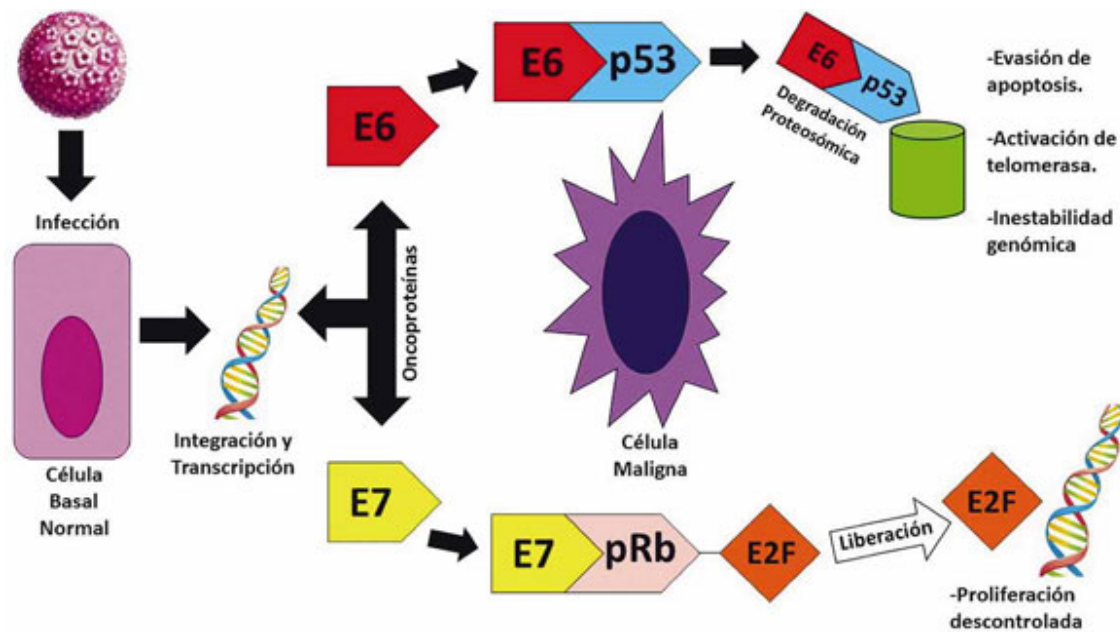 Infección
Célula
Basal
Normal
Integración y
Transcripción
Oncoproteínas
E6
E6
p53
E6
p53
Degradación
Proteosómica
-Evasión de
apoptosis.
-Activación de
telomerasa.
-Inestabilidad
genómica
Célula
Maligna
E7
E7
pRb
E2F
Liberación
E2F
-Proliferación
descontrolada